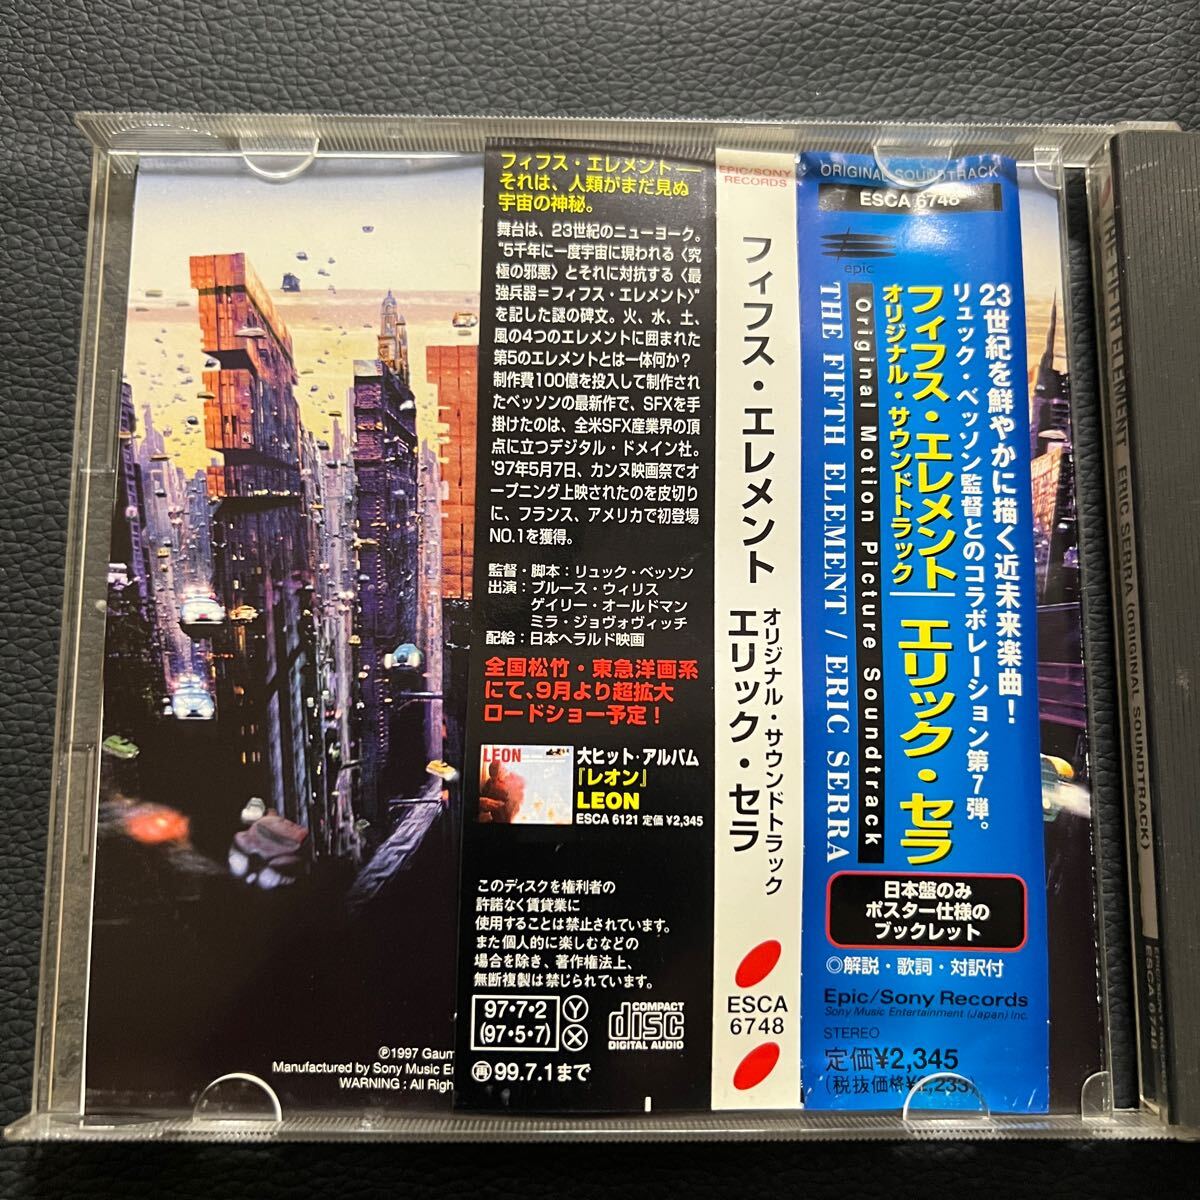 フィフス・エレメント──
それは、人類がまだ見ぬ
宇宙の神秘。
舞台は、23世紀のニューヨーク。
"5千年に一度宇宙に現われる〈究
極の邪悪〉とそれに対抗する〈最
強兵器=フィフス・エレメント〉"
を記した謎の碑文。火、水、土、
風の4つのエレメントに囲まれた
第5のエレメントとは一体何か?
制作費100億を投入して制作され
たベッソンの最新作で、SFXを手
掛けたのは、全米SFX産業界の頂
点に立つデジタル・ドメイン社。
'97年5月7日、カンヌ映画祭でオ
ープニング上映されたのを皮切り
に、フランス、アメリカで初登場
NO.1を獲得。
監督・脚本:リュック・ベッソン
出演:ブルース・ウィリス
ゲイリー・オールドマン
ミラ・ジョヴォヴィッチ
配給:日本ヘラルド映画
全国松竹・東急洋画系
にて、9月より超拡大
ロードショー予定!
LEON
大ヒット・アルバム
『レオン』
LEON
ESCA 6121 定価¥2,345
このディスクを権利者の
許諾なく賃貸業に
使用することは禁止されています。
また個人的に楽しむなどの
場合を除き、著作権法上、
無断複製は禁じられています。
97・7・2
(97・5・7)
Y
X
COMPACT
disc
DIGITAL AUDIO
再99.7.1まで
℗1997 Gaum
Manufactured by Sony Music En
WARNING : All Righ
EPIC/SONY
RECORDS
フィフス・エレメント
オリジナル・サウンドトラック
エリック・セラ
ESCA
6748
ORIGINAL SOUNDTRACK
ESCA 6748
epic
23世紀を鮮やかに描く近未来楽曲!
リュック・ベッソン監督とのコラボレーション第7弾。
フィフス・エレメント/エリック・セラ
オリジナル・サウンドトラック
Original Motion Picture Soundtrack
THE FIFTH ELEMENT / ERIC SERRA
日本盤のみ
ポスター仕様の
ブックレット
◎解説・歌詞・対訳付
Epic/Sony Records
Sony Music Entertainment (Japan) Inc.
STEREO
定価¥2,345
(税抜価格¥2,233)
THE FIFTH ELEMENT ERIC SERRA (ORIGINAL SOUNDTRACK)
ESCA 6748